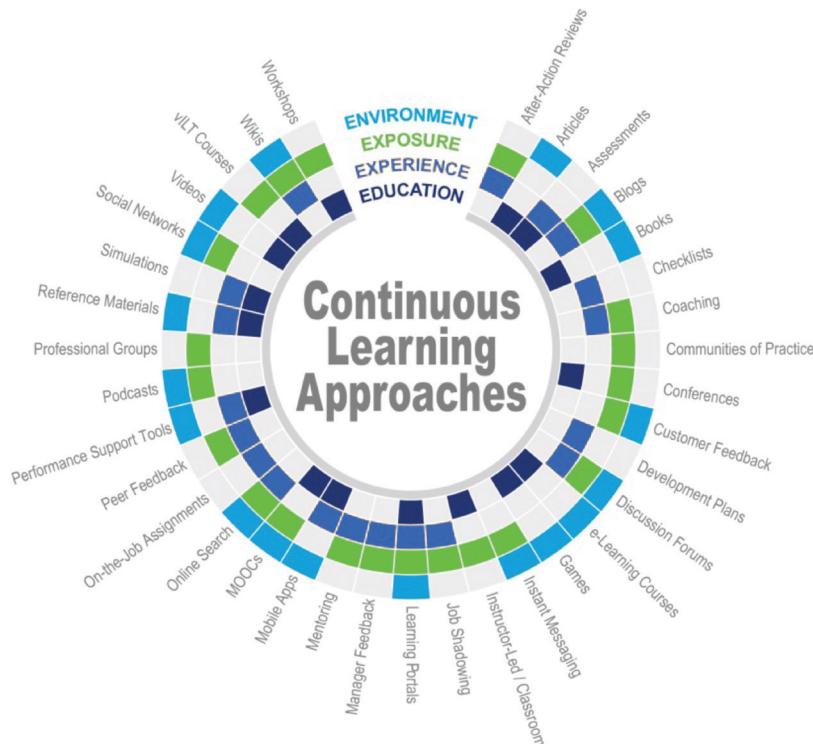 ENVIRONMENT
EXPOSURE
EXPERIENCE
EDUCATION
Continuous
Learning
Approaches
After-Action Reviews
Articles
Assessments
Blogs
Books
Checklists
Coaching
Communities of Practice
Conferences
Customer Feedback
Development Plans
Discussion Forums
e-Learning Courses
Games
Instant Messaging
Instructor-Led / Classroom
Job Shadowing
Learning Portals
Manager Feedback
Mentoring
Mobile Apps
MOOCs
Online Search
On-the-Job Assignments
Peer Feedback
Performance Support Tools
Podcasts
Professional Groups
Reference Materials
Simulations
Social Networks
Videos
vILT Courses
Wikis
Workshops